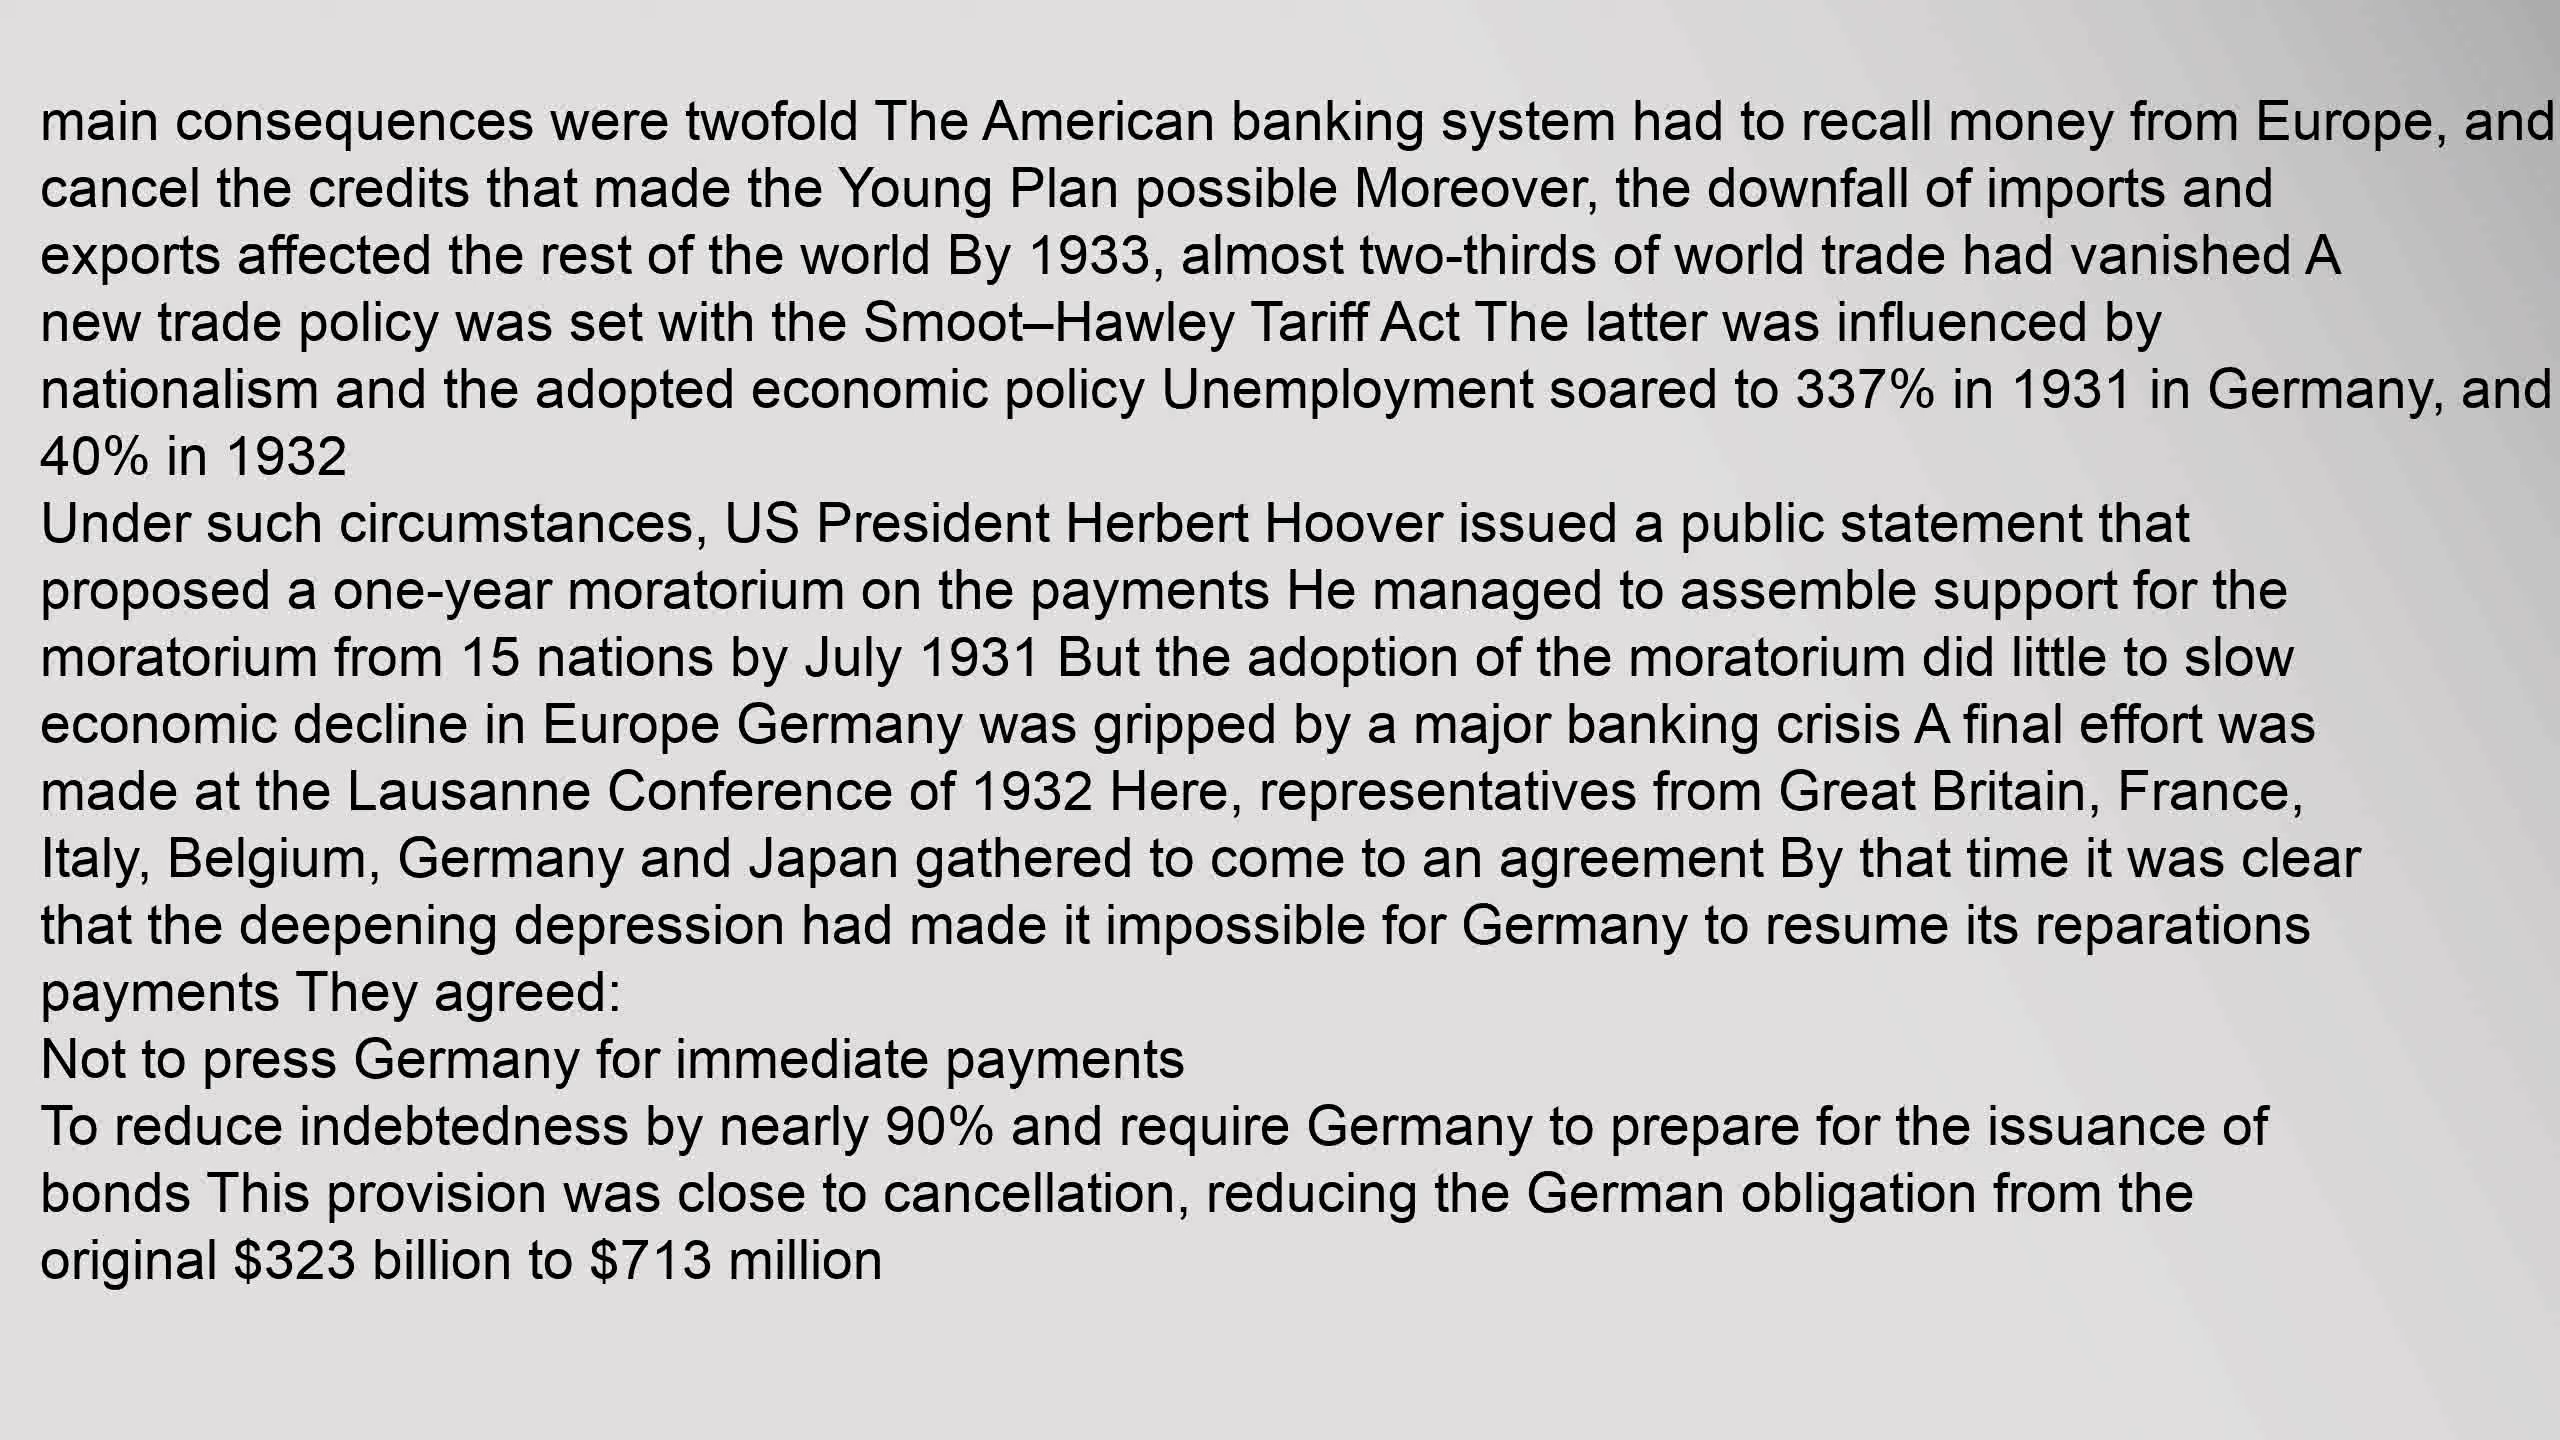 main consequences were twofold The American banking system had to recall money from Europe, and
cancel the credits that made the Young Plan possible Moreover, the downfall of imports and
exports affected the rest of the world By 1933, almost two-thirds of world trade had vanished A
new trade policy was set with the Smoot–Hawley Tariff Act The latter was influenced by
nationalism and the adopted economic policy Unemployment soared to 337% in 1931 in Germany, and
40% in 1932
Under such circumstances, US President Herbert Hoover issued a public statement that
proposed a one-year moratorium on the payments He managed to assemble support for the
moratorium from 15 nations by July 1931 But the adoption of the moratorium did little to slow
economic decline in Europe Germany was gripped by a major banking crisis A final effort was
made at the Lausanne Conference of 1932 Here, representatives from Great Britain, France,
Italy, Belgium, Germany and Japan gathered to come to an agreement By that time it was clear
that the deepening depression had made it impossible for Germany to resume its reparations
payments They agreed:
Not to press Germany for immediate payments
To reduce indebtedness by nearly 90% and require Germany to prepare for the issuance of
bonds This provision was close to cancellation, reducing the German obligation from the
original $323 billion to $713 million